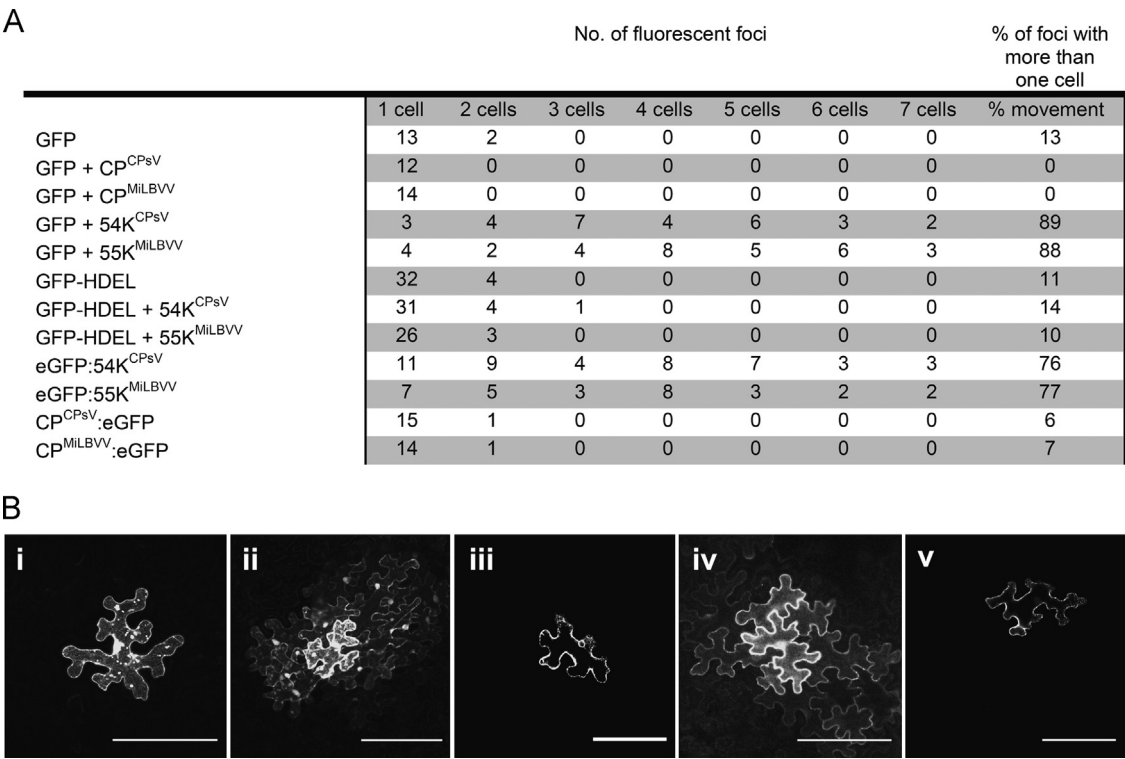 A
No. of fluorescent foci
% of foci with
more than
one cell
1 cell 2 cells 3 cells 4 cells 5 cells 6 cells 7 cells % movement
GFP 13 2 0 0 0 0 0 13
GFP + CP^CPsV 12 0 0 0 0 0 0 0
GFP + CP^MiLBVV 14 0 0 0 0 0 0 0
GFP + 54K^CPsV 3 4 7 4 6 3 2 89
GFP + 55K^MiLBVV 4 2 4 8 5 6 3 88
GFP-HDEL 32 4 0 0 0 0 0 11
GFP-HDEL + 54K^CPsV 31 4 1 0 0 0 0 14
GFP-HDEL + 55K^MiLBVV 26 3 0 0 0 0 0 10
eGFP:54K^CPsV 11 9 4 8 7 3 3 76
eGFP:55K^MiLBVV 7 5 3 8 3 2 2 77
CP^CPsV:eGFP 15 1 0 0 0 0 0 6
CP^MiLBVV:eGFP 14 1 0 0 0 0 0 7
B
i ii iii iv v